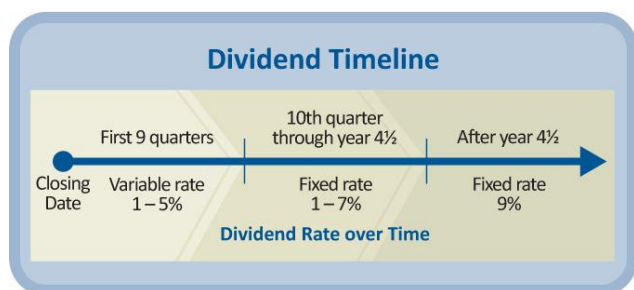 Dividend Timeline
First 9 quarters
10th quarter
through year 4½
After year 4½
Closing
Date
Variable rate
1 – 5%
Fixed rate
1 – 7%
Fixed rate
9%
Dividend Rate over Time